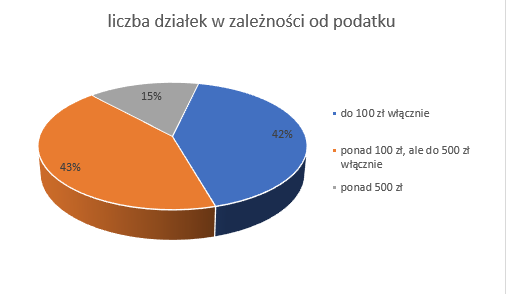 liczba działek w zależności od podatku
15%
42%
43%
do 100 zł włącznie
ponad 100 zł, ale do 500 zł
włącznie
ponad 500 zł